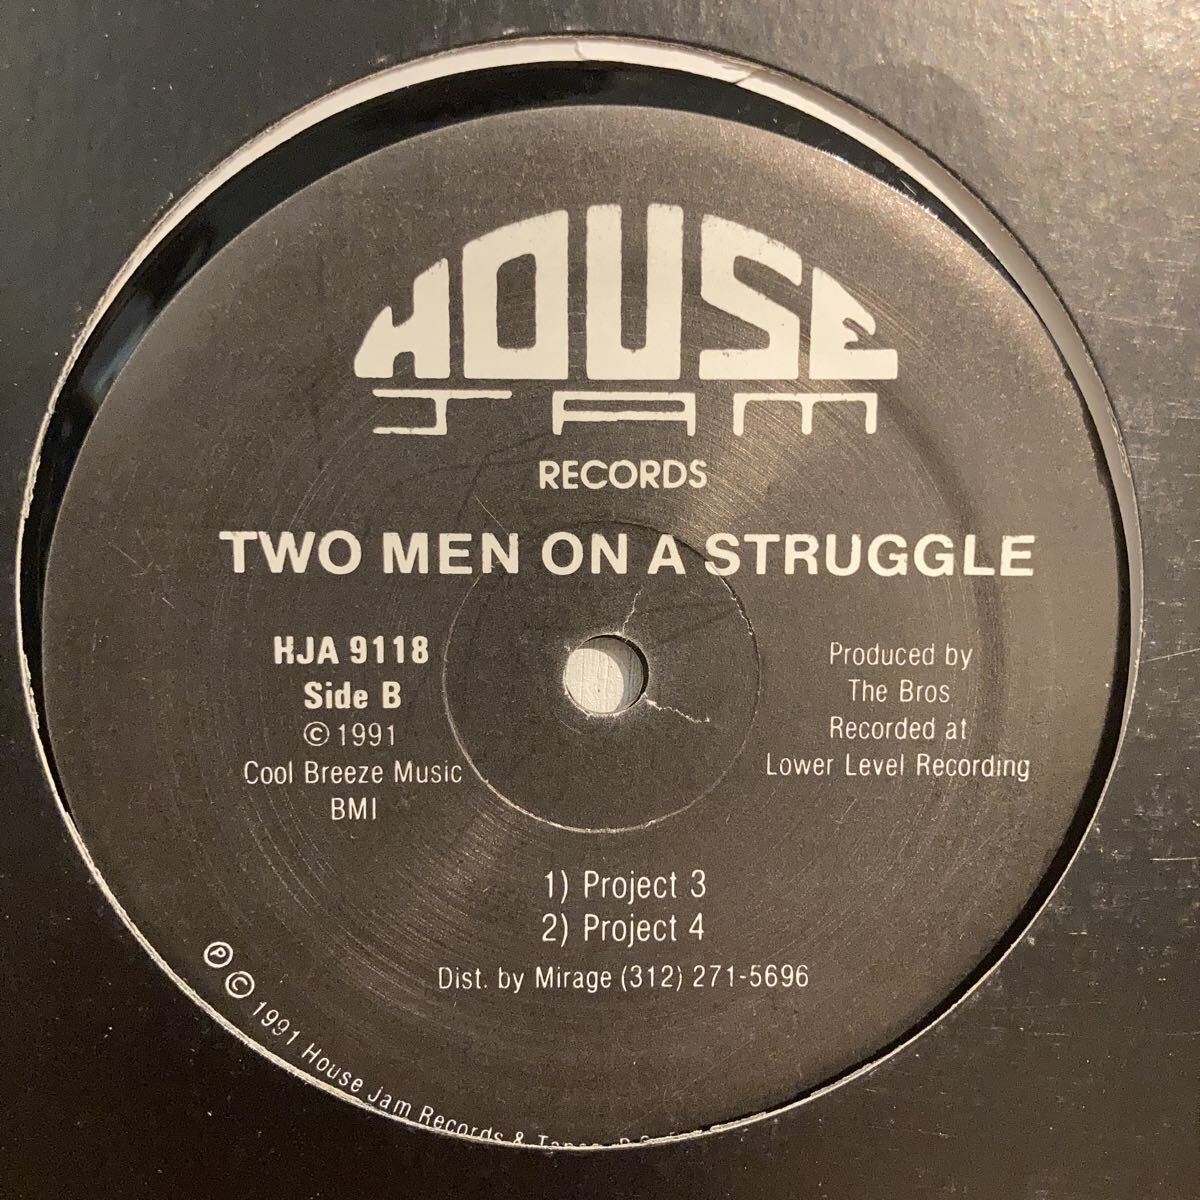 HOUSE
JAM
RECORDS
TWO MEN ON A STRUGGLE
HJA 9118
Side B
© 1991
Cool Breeze Music
BMI
Produced by
The Bros
Recorded at
Lower Level Recording
1) Project 3
2) Project 4
Dist. by Mirage (312) 271-5696
℗ © 1991 House Jam Records &